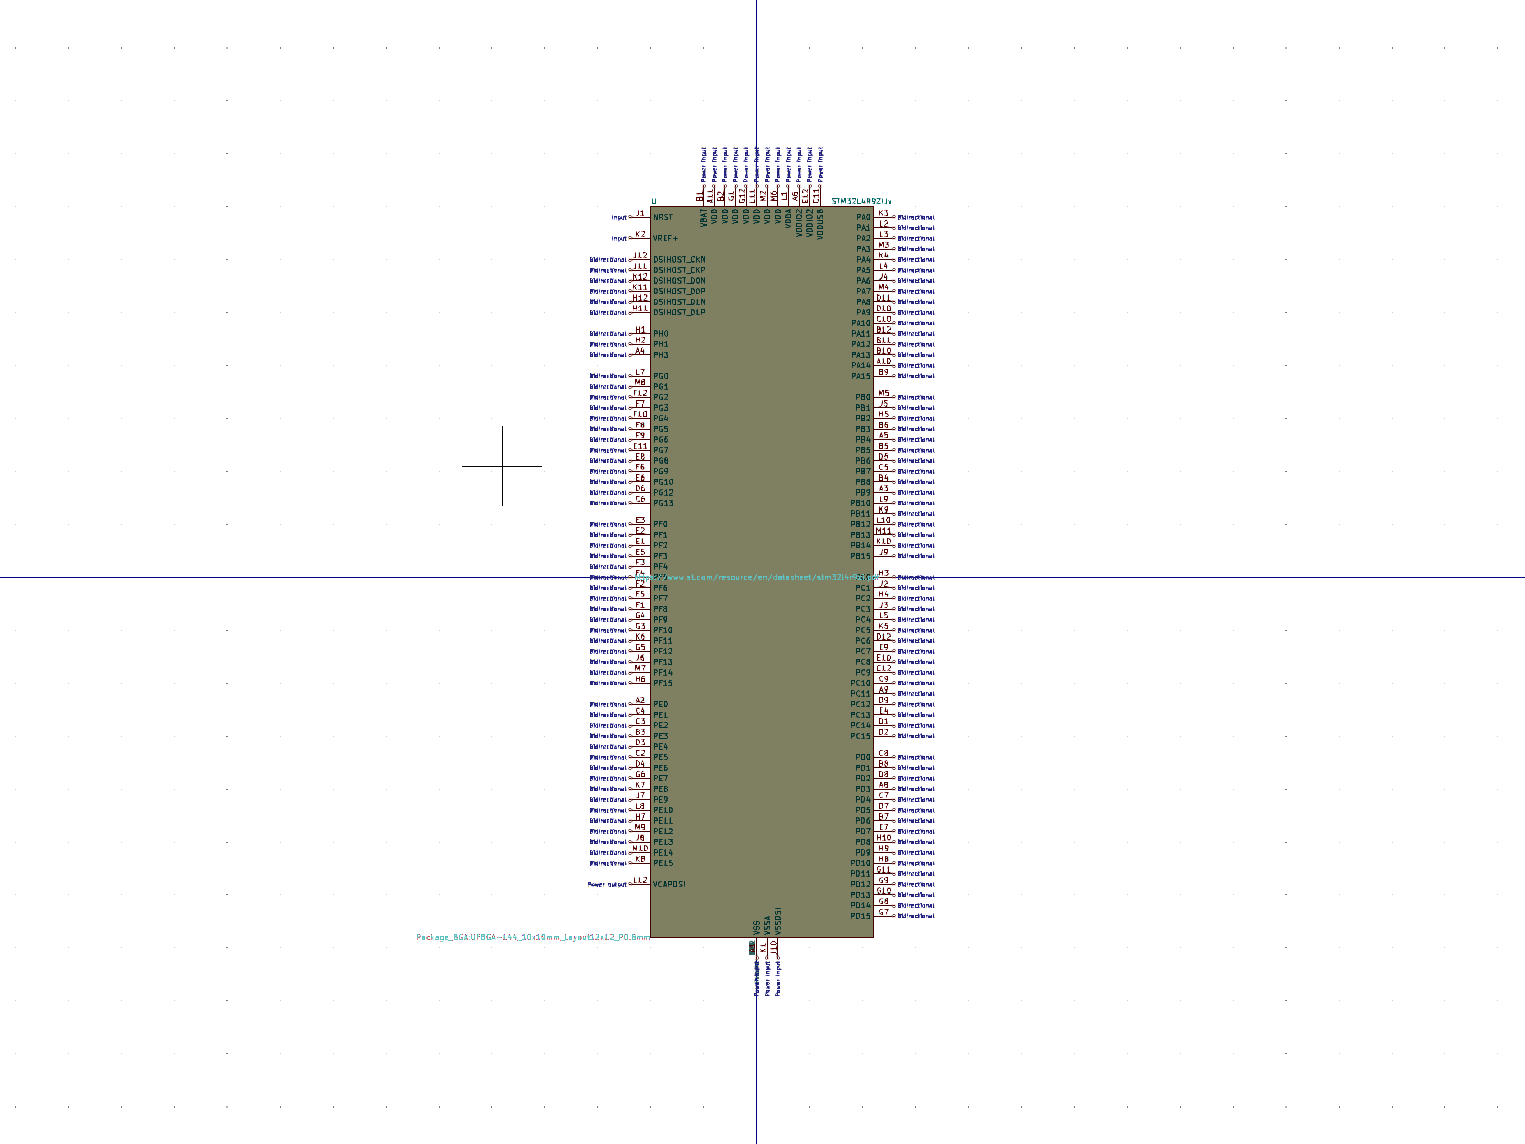 Power Input Power Input Power Input Power Input Power Input Power Input Power Input Power Input Power Input Power Input Power Input Power Input
B1 A11 B2 G1 G12 L11 M2 M6 L1 A6 E12 C11
U STM32L4R9ZIJx
VBAT VDD VDD VDD VDD VDD VDD VDD VDDA VDDIO2 VDDIO2 VDDUSB
Input J1 NRST
Input K2 VREF+
Bidirectional J12 DSIHOST_CKN
Bidirectional J11 DSIHOST_CKP
Bidirectional K12 DSIHOST_D0N
Bidirectional K11 DSIHOST_D0P
Bidirectional H12 DSIHOST_D1N
Bidirectional H11 DSIHOST_D1P
Bidirectional H1 PH0
Bidirectional H2 PH1
Bidirectional A4 PH3
Bidirectional L7 PG0
Bidirectional M8 PG1
Bidirectional F12 PG2
Bidirectional F7 PG3
Bidirectional F10 PG4
Bidirectional F8 PG5
Bidirectional F9 PG6
Bidirectional E11 PG7
Bidirectional E8 PG8
Bidirectional F6 PG9
Bidirectional E6 PG10
Bidirectional D6 PG12
Bidirectional C6 PG13
Bidirectional E3 PF0
Bidirectional E2 PF1
Bidirectional E1 PF2
Bidirectional E5 PF3
Bidirectional F3 PF4
Bidirectional F4
Bidirectional F2 PF6
Bidirectional F5 PF7
Bidirectional F1 PF8
Bidirectional G4 PF9
Bidirectional G3 PF10
Bidirectional K6 PF11
Bidirectional G5 PF12
Bidirectional J6 PF13
Bidirectional M7 PF14
Bidirectional H6 PF15
Bidirectional A2 PE0
Bidirectional C4 PE1
Bidirectional C3 PE2
Bidirectional B3 PE3
Bidirectional D3 PE4
Bidirectional C2 PE5
Bidirectional D4 PE6
Bidirectional G6 PE7
Bidirectional K7 PE8
Bidirectional J7 PE9
Bidirectional L8 PE10
Bidirectional H7 PE11
Bidirectional M9 PE12
Bidirectional J8 PE13
Bidirectional M10 PE14
Bidirectional K8 PE15
Power output L12 VCAPDSI
PA0 K3 Bidirectional
PA1 L2 Bidirectional
PA2 L3 Bidirectional
PA3 M3 Bidirectional
PA4 K4 Bidirectional
PA5 L4 Bidirectional
PA6 J4 Bidirectional
PA7 M4 Bidirectional
PA8 D11 Bidirectional
PA9 D10 Bidirectional
PA10 C10 Bidirectional
PA11 B12 Bidirectional
PA12 B11 Bidirectional
PA13 B10 Bidirectional
PA14 A10 Bidirectional
PA15 B9 Bidirectional
PB0 M5 Bidirectional
PB1 J5 Bidirectional
PB2 H5 Bidirectional
PB3 B6 Bidirectional
PB4 A5 Bidirectional
PB5 B5 Bidirectional
PB6 D5 Bidirectional
PB7 C5 Bidirectional
PB8 B4 Bidirectional
PB9 A3 Bidirectional
PB10 L9 Bidirectional
PB11 K9 Bidirectional
PB12 L10 Bidirectional
PB13 M11 Bidirectional
PB14 K10 Bidirectional
PB15 J9 Bidirectional
www.st.com/resource/en/datasheet/stm32l4r9zi.pdf
H3 Bidirectional
PC1 J2 Bidirectional
PC2 H4 Bidirectional
PC3 J3 Bidirectional
PC4 L5 Bidirectional
PC5 K5 Bidirectional
PC6 D12 Bidirectional
PC7 E9 Bidirectional
PC8 E10 Bidirectional
PC9 C12 Bidirectional
PC10 C9 Bidirectional
PC11 A9 Bidirectional
PC12 D9 Bidirectional
PC13 E4 Bidirectional
PC14 D1 Bidirectional
PC15 D2 Bidirectional
PD0 C8 Bidirectional
PD1 B8 Bidirectional
PD2 D8 Bidirectional
PD3 A8 Bidirectional
PD4 C7 Bidirectional
PD5 D7 Bidirectional
PD6 B7 Bidirectional
PD7 E7 Bidirectional
PD8 H10 Bidirectional
PD9 H9 Bidirectional
PD10 H8 Bidirectional
PD11 G11 Bidirectional
PD12 G9 Bidirectional
PD13 G10 Bidirectional
PD14 G8 Bidirectional
PD15 G7 Bidirectional
VSS VSSA VSSDSI
Package_BGA:UFBGA-144_10x10mm_Layout12x12_P0.8mm
K1 J10
Power Input Power Input